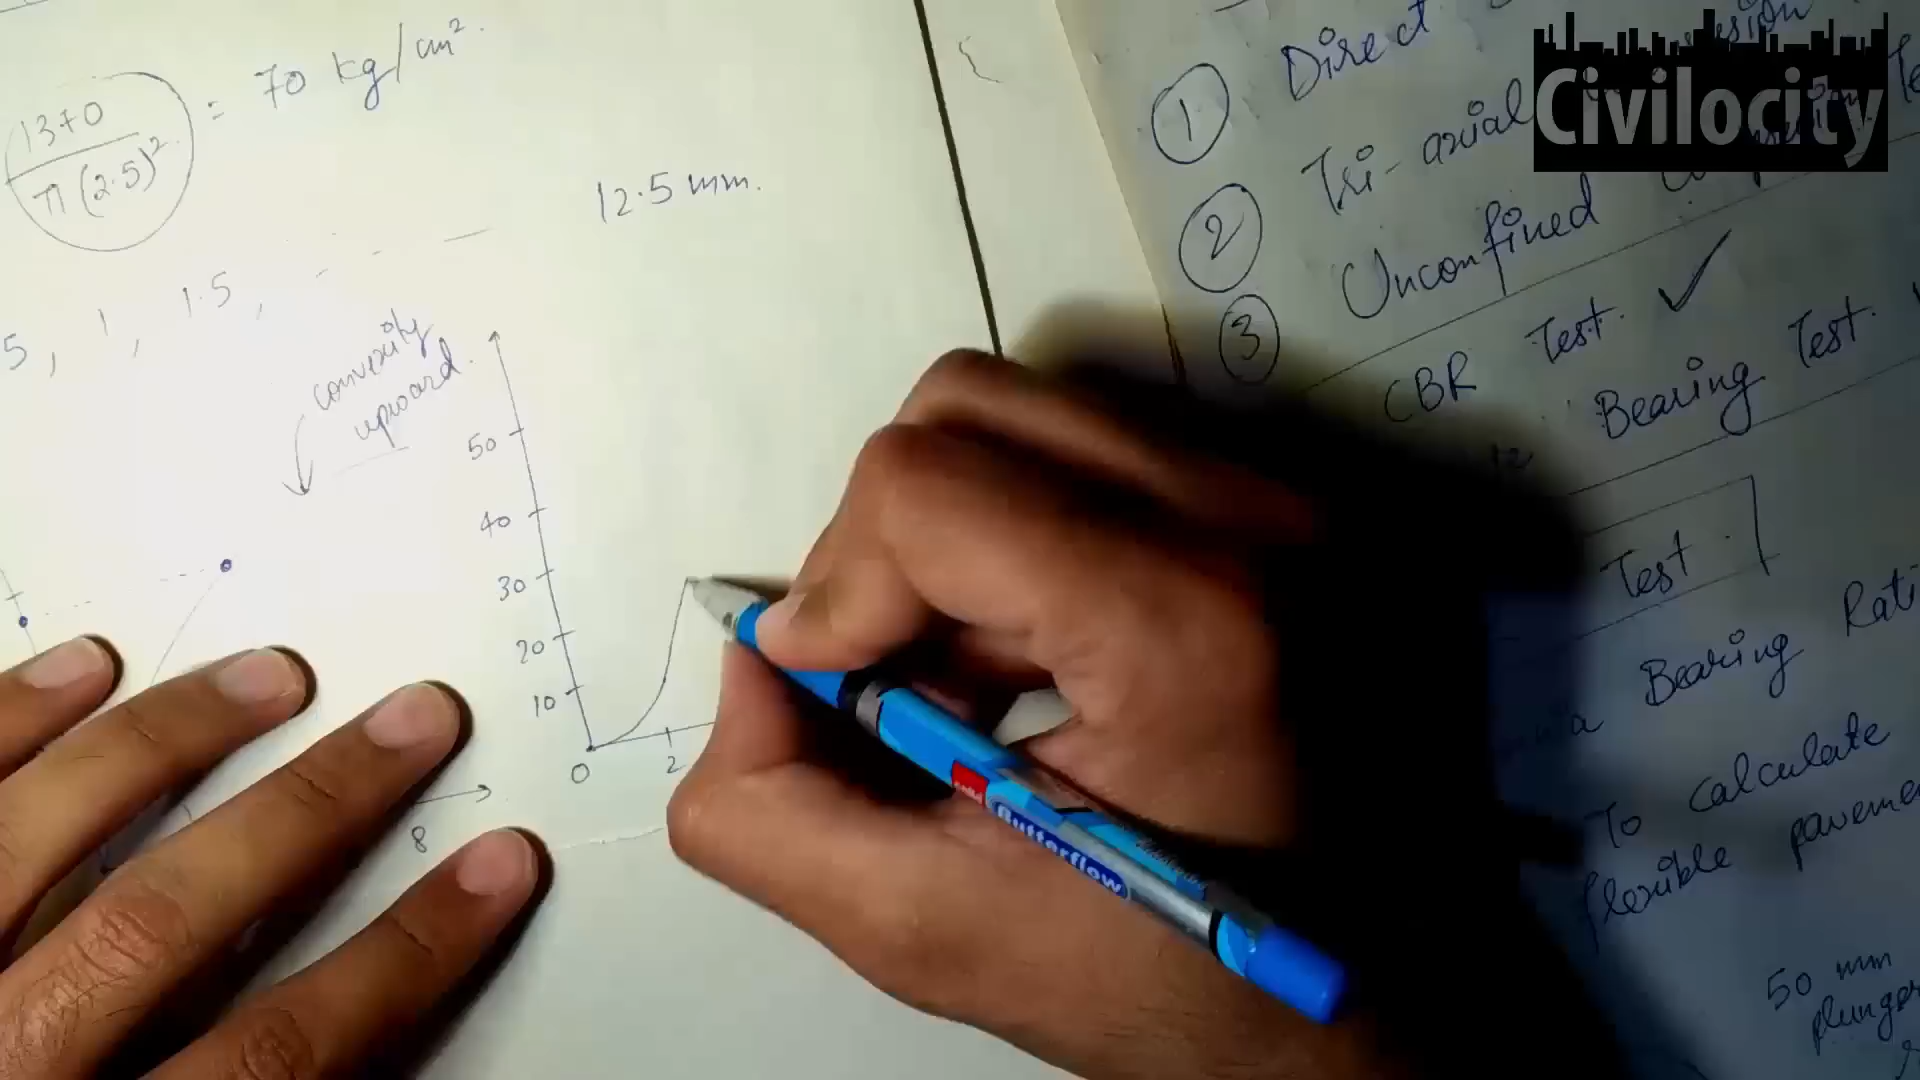 1370
π(2.5)²
= 70 kg/cm².
12.5 mm.
5, 1, 1.5,
convexity
upward.
50
40
30
20
10
0
2
8
① Direct
② Tri-axial
③ Unconfined
CBR Test. ✓
Bearing Test.
Test.
Bearing
To calculate
flexible
50 mm
plunger
Civilocity
cello
Butterflow